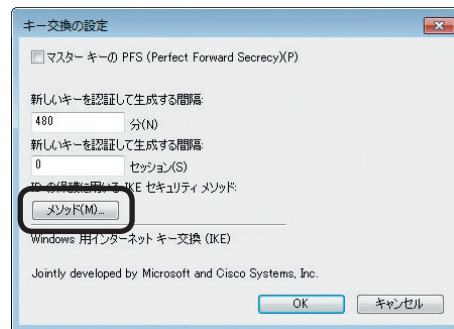 キー交換の設定
マスター キーの PFS (Perfect Forward Secrecy)(P)
新しいキーを認証して生成する間隔:
480 分(N)
新しいキーを認証して生成する間隔:
0 セッション(S)
ID の保護に用いる IKE セキュリティ メソッド:
メソッド(M)...
Windows 用インターネット キー交換 (IKE)
Jointly developed by Microsoft and Cisco Systems, Inc.
OK キャンセル